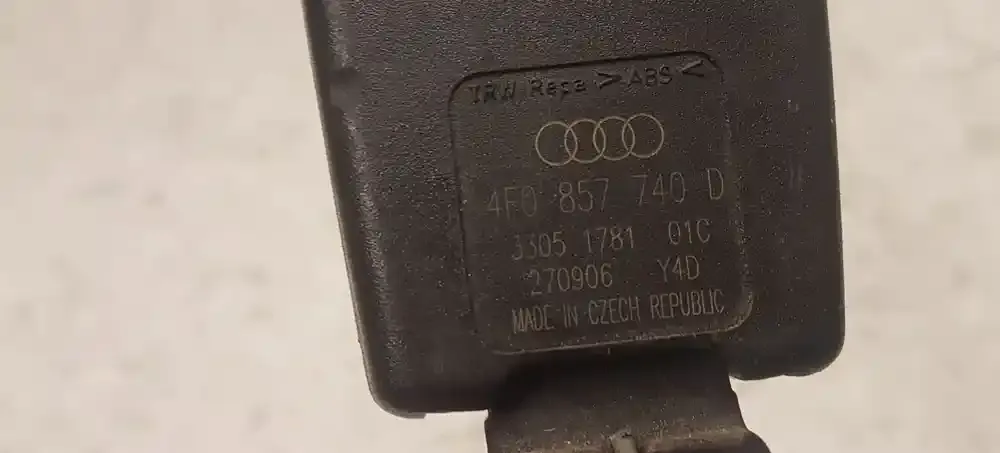 TRW Repa >ABS<
4F0 857 740 D
3305 1781 01C
270906 Y4D
MADE IN CZECH REPUBLIC